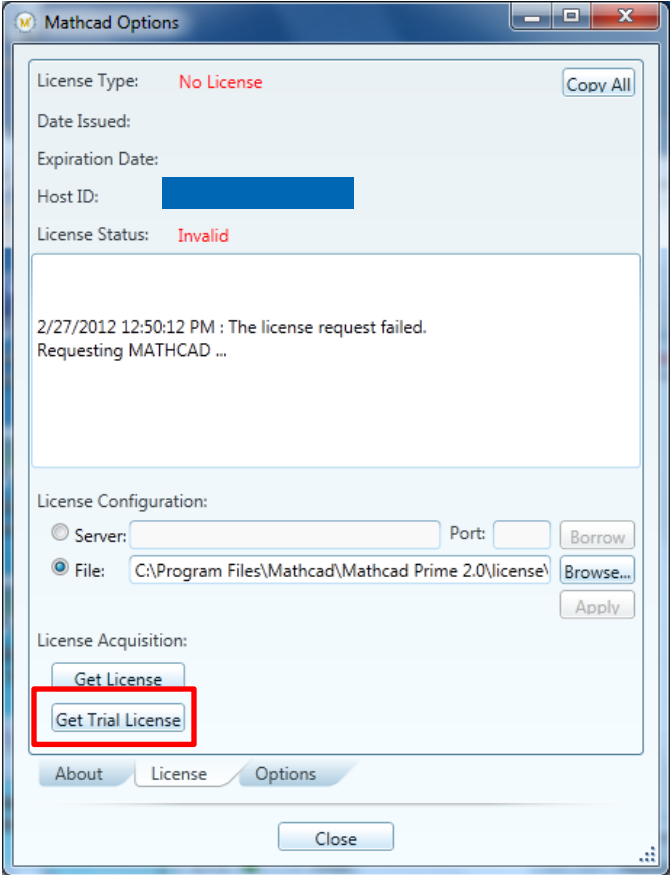 Mathcad Options
License Type: No License
Copy All
Date Issued:
Expiration Date:
Host ID:
License Status: Invalid
2/27/2012 12:50:12 PM : The license request failed.
Requesting MATHCAD ...
License Configuration:
Server: Port: Borrow
File: C:\Program Files\Mathcad\Mathcad Prime 2.0\license\ Browse...
Apply
License Acquisition:
Get License
Get Trial License
About License Options
Close